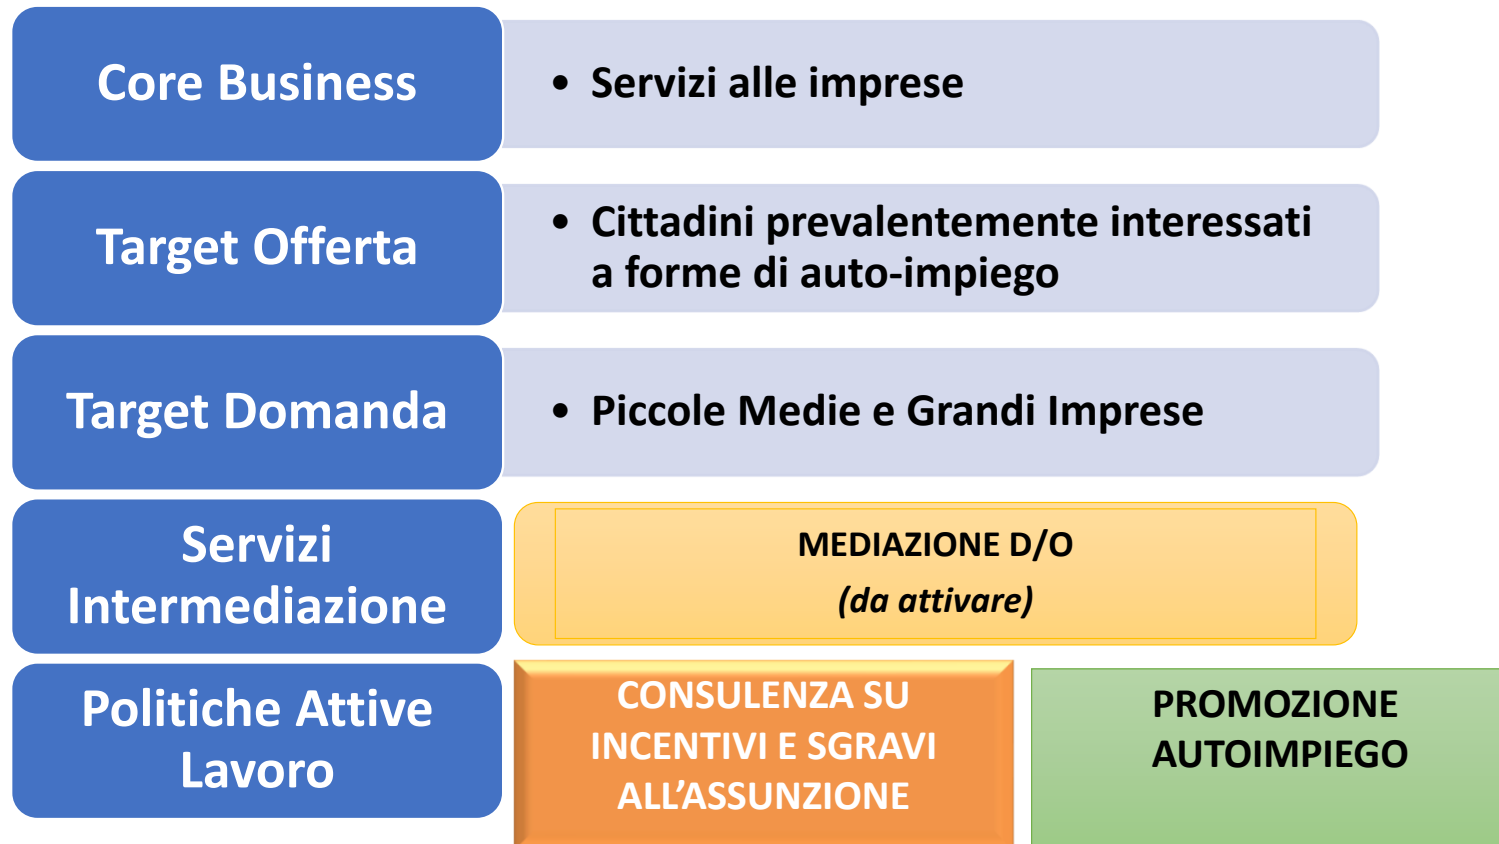 Core Business
• Servizi alle imprese
Target Offerta
• Cittadini prevalentemente interessati
a forme di auto-impiego
Target Domanda
• Piccole Medie e Grandi Imprese
Servizi
Intermediazione
MEDIAZIONE D/O
(da attivare)
Politiche Attive
Lavoro
CONSULENZA SU
INCENTIVI E SGRAVI
ALL’ASSUNZIONE
PROMOZIONE
AUTOIMPIEGO